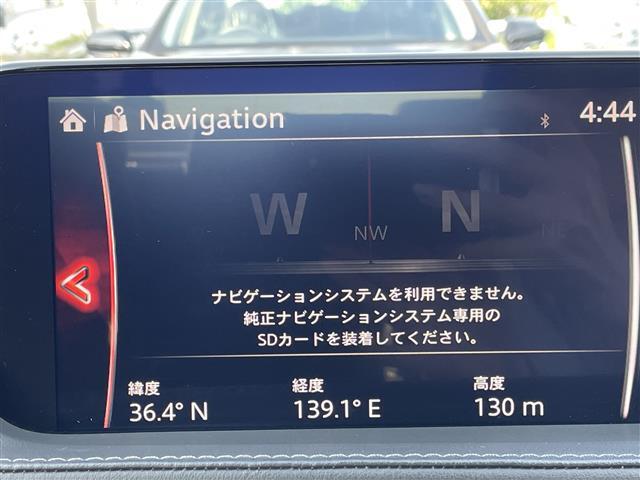 Navigation
4:44
W
N
NW
NE
ナビゲーションシステムを利用できません。
純正ナビゲーションシステム専用の
SDカードを装着してください。
緯度 経度 高度
36.4° N 139.1° E 130 m